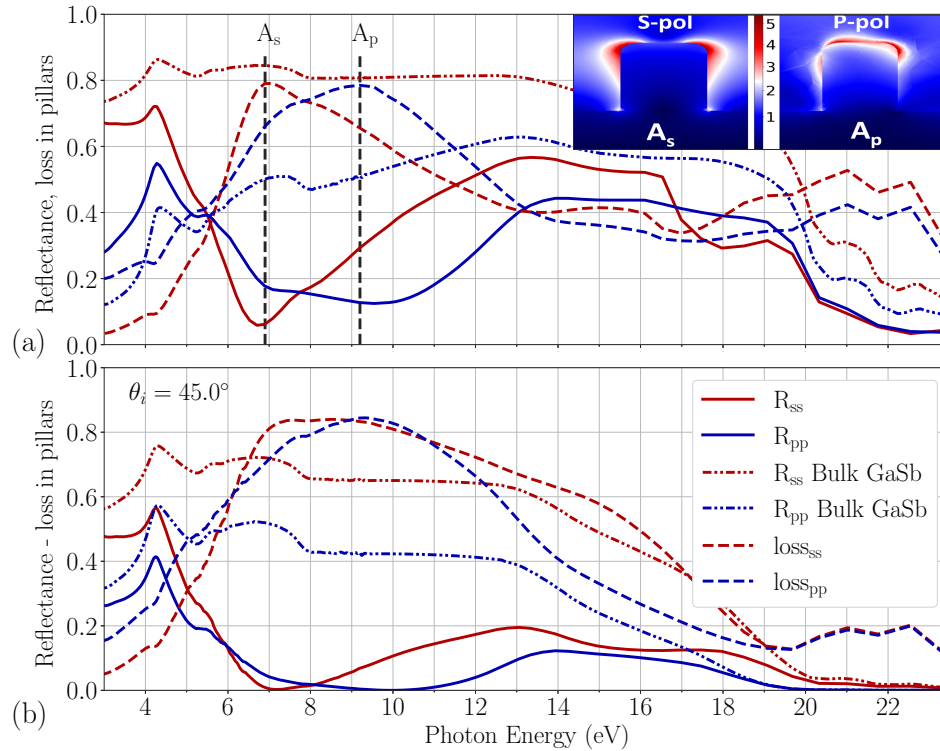 A_s A_p
S-pol P-pol
5
4
3
2
1
A_s A_p
Reflectance, loss in pillars
1.0
0.8
0.6
0.4
0.2
0.0
(a)
θ_i = 45.0°
Reflectance - loss in pillars
1.0
0.8
0.6
0.4
0.2
0.0
R_ss
R_pp
R_ss Bulk GaSb
R_pp Bulk GaSb
loss_ss
loss_pp
4 6 8 10 12 14 16 18 20 22
(b)
Photon Energy (eV)